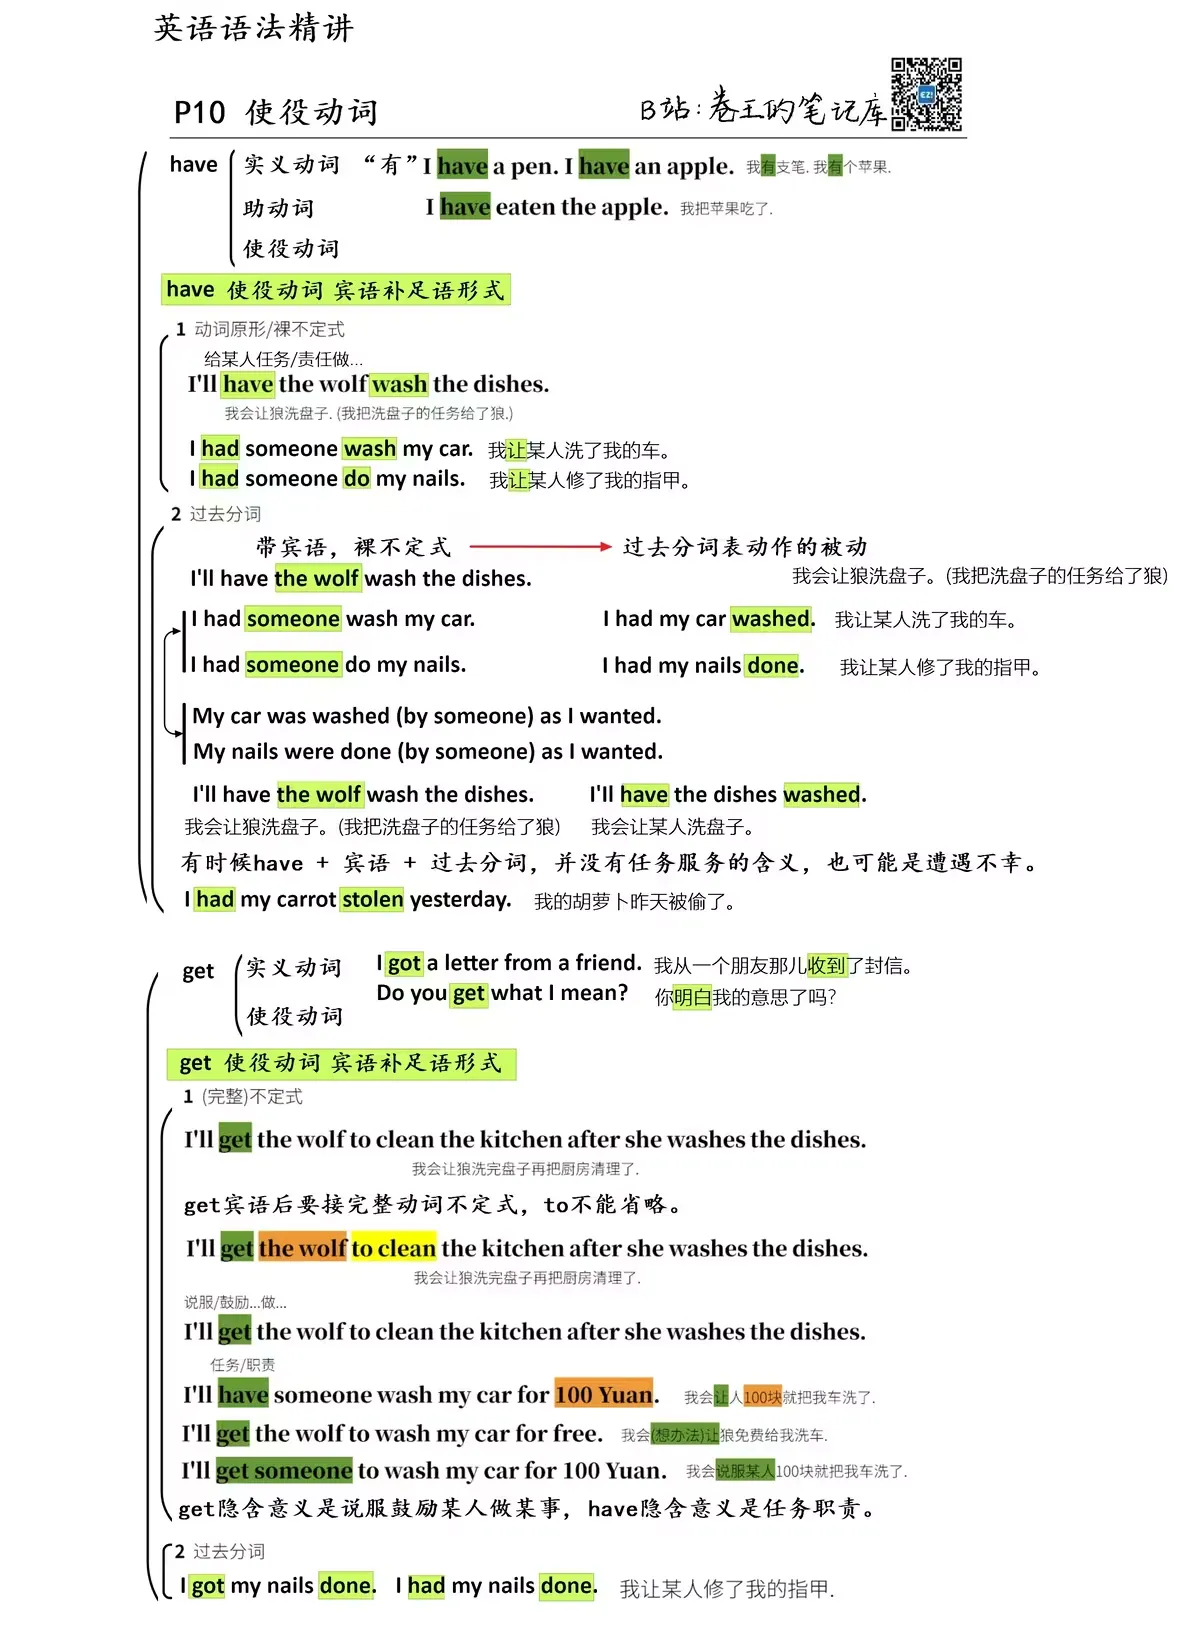 英语语法精讲
P10 使役动词
B站:卷王的笔记库
EZ!
have 实义动词 “有” I have a pen. I have an apple. 我有支笔. 我有个苹果.
助动词 I have eaten the apple. 我把苹果吃了.
使役动词
have 使役动词 宾语补足语形式
1 动词原形/裸不定式
给某人任务/责任做...
I'll have the wolf wash the dishes.
我会让狼洗盘子. (我把洗盘子的任务给了狼.)
I had someone wash my car. 我让某人洗了我的车。
I had someone do my nails. 我让某人修了我的指甲。
2 过去分词
带宾语，裸不定式 过去分词表动作的被动
I'll have the wolf wash the dishes. 我会让狼洗盘子。(我把洗盘子的任务给了狼)
I had someone wash my car. I had my car washed. 我让某人洗了我的车。
I had someone do my nails. I had my nails done. 我让某人修了我的指甲。
My car was washed (by someone) as I wanted.
My nails were done (by someone) as I wanted.
I'll have the wolf wash the dishes. I'll have the dishes washed.
我会让狼洗盘子。(我把洗盘子的任务给了狼) 我会让某人洗盘子。
有时候have + 宾语 + 过去分词，并没有任务服务的含义，也可能是遭遇不幸。
I had my carrot stolen yesterday. 我的胡萝卜昨天被偷了。
get 实义动词 I got a letter from a friend. 我从一个朋友那儿收到了封信。
Do you get what I mean? 你明白我的意思了吗?
使役动词
get 使役动词 宾语补足语形式
1 (完整)不定式
I'll get the wolf to clean the kitchen after she washes the dishes.
我会让狼洗完盘子再把厨房清理了.
get宾语后要接完整动词不定式，to不能省略。
I'll get the wolf to clean the kitchen after she washes the dishes.
我会让狼洗完盘子再把厨房清理了.
说服/鼓励...做...
I'll get the wolf to clean the kitchen after she washes the dishes.
任务/职责
I'll have someone wash my car for 100 Yuan. 我会让人100块就把我车洗了.
I'll get the wolf to wash my car for free. 我会(想办法)让狼免费给我洗车.
I'll get someone to wash my car for 100 Yuan. 我会说服某人100块就把我车洗了.
get隐含意义是说服鼓励某人做某事，have隐含意义是任务职责。
2 过去分词
I got my nails done. I had my nails done. 我让某人修了我的指甲.